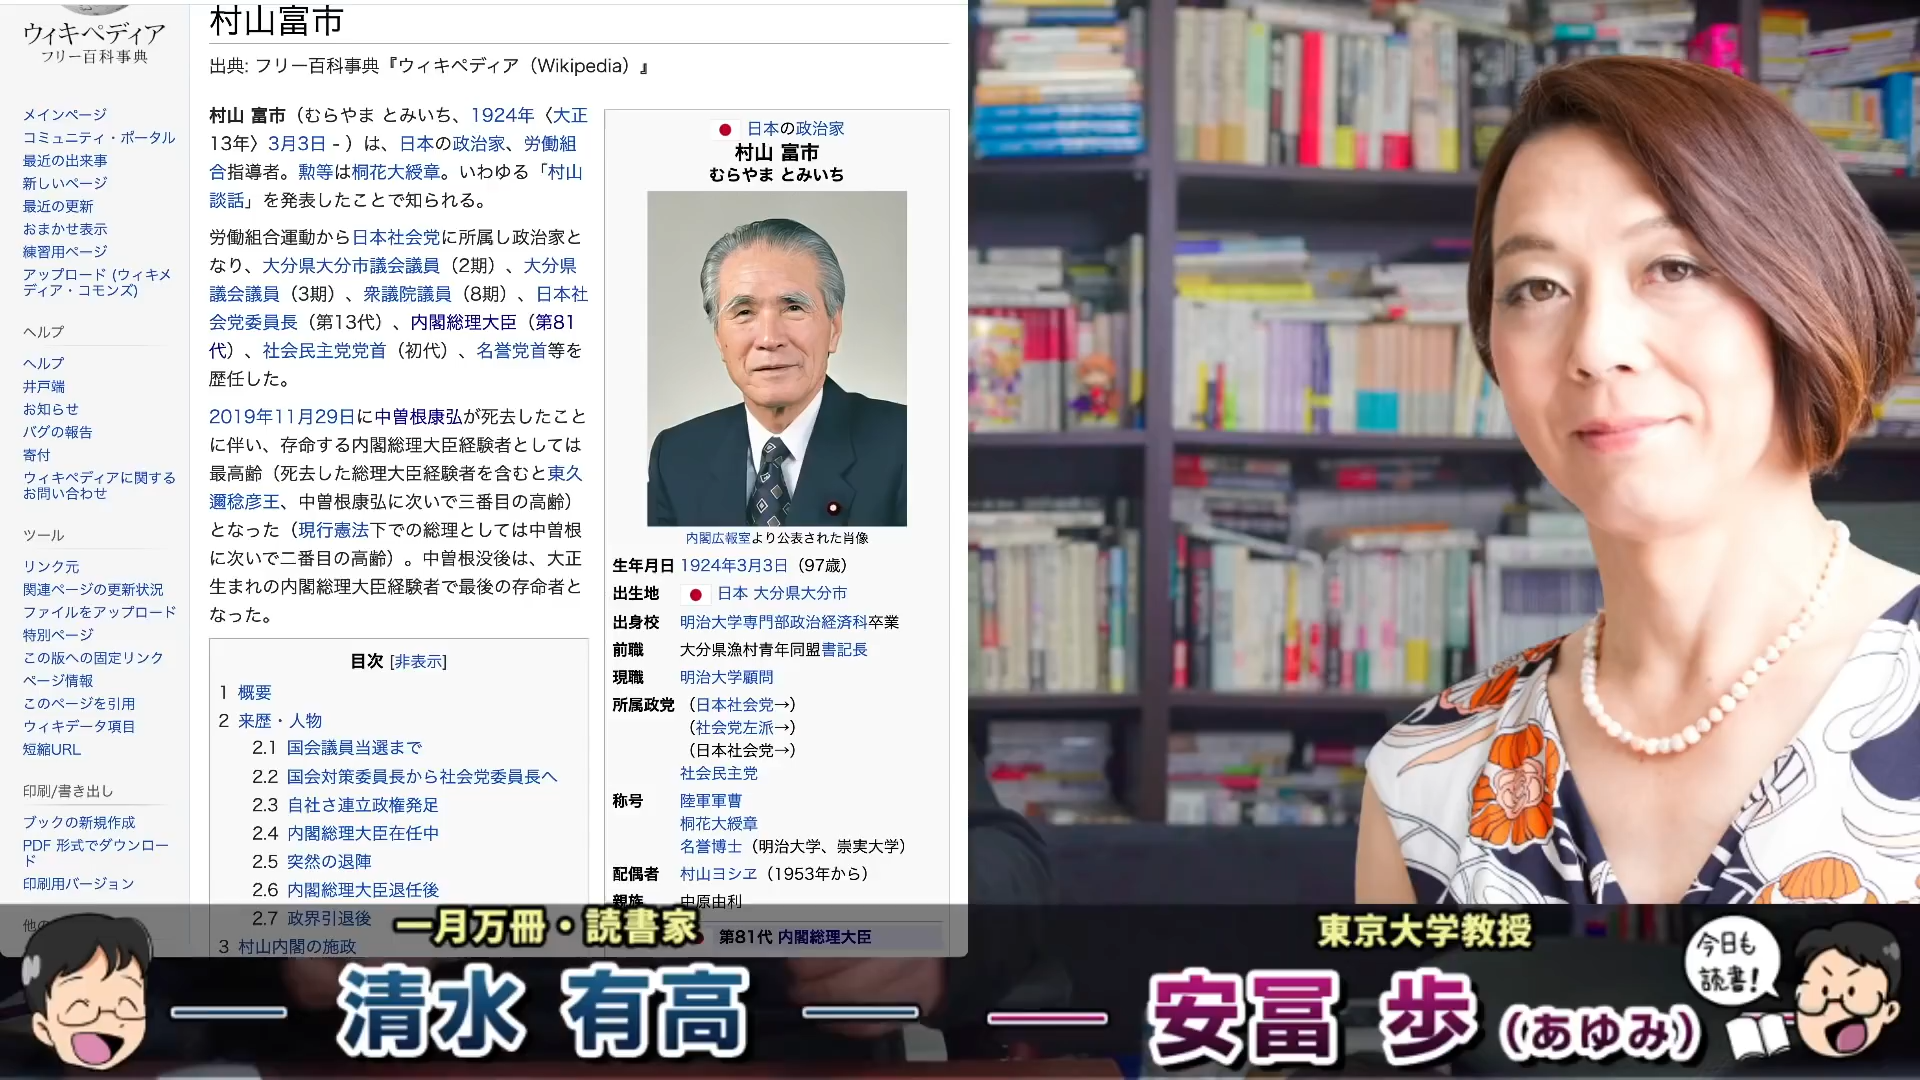 ウィキペディア
フリー百科事典
メインページ
コミュニティ・ポータル
最近の出来事
新しいページ
最近の更新
おまかせ表示
練習用ページ
アップロード (ウィキメ
ディア・コモンズ)
ヘルプ
ヘルプ
井戸端
お知らせ
バグの報告
寄付
ウィキペディアに関する
お問い合わせ
ツール
リンク元
関連ページの更新状況
ファイルをアップロード
特別ページ
この版への固定リンク
ページ情報
このページを引用
ウィキデータ項目
短縮URL
印刷/書き出し
ブックの新規作成
PDF 形式でダウンロー
ド
印刷用バージョン
村山富市
出典: フリー百科事典『ウィキペディア（Wikipedia）』
村山 富市（むらやま とみいち、1924年〈大正
13年〉3月3日 - ）は、日本の政治家、労働組
合指導者。勲等は桐花大綬章。いわゆる「村山
談話」を発表したことで知られる。
労働組合運動から日本社会党に所属し政治家と
なり、大分県大分市議会議員（2期）、大分県
議会議員（3期）、衆議院議員（8期）、日本社
会党委員長（第13代）、内閣総理大臣（第81
代）、社会民主党党首（初代）、名誉党首等を
歴任した。
2019年11月29日に中曽根康弘が死去したこと
に伴い、存命する内閣総理大臣経験者としては
最高齢（死去した総理大臣経験者を含むと東久
邇稔彦王、中曽根康弘に次いで三番目の高齢）
となった（現行憲法下での総理としては中曽根
に次いで二番目の高齢）。中曽根没後は、大正
生まれの内閣総理大臣経験者で最後の存命者と
なった。
目次 [非表示]
1 概要
2 来歴・人物
2.1 国会議員当選まで
2.2 国会対策委員長から社会党委員長へ
2.3 自社さ連立政権発足
2.4 内閣総理大臣在任中
2.5 突然の退陣
2.6 内閣総理大臣退任後
2.7 政界引退後
3 村山内閣の施政
日本の政治家
村山 富市
むらやま とみいち
内閣広報室より公表された肖像
生年月日 1924年3月3日（97歳）
出生地 日本 大分県大分市
出身校 明治大学専門部政治経済科卒業
前職 大分県漁村青年同盟書記長
現職 明治大学顧問
所属政党 （日本社会党→）
（社会党左派→）
（日本社会党→）
社会民主党
称号 陸軍軍曹
桐花大綬章
名誉博士（明治大学、崇実大学）
配偶者 村山ヨシヱ（1953年から）
親族 中原由利
第81代 内閣総理大臣
一月万冊・読書家
清水 有高
東京大学教授
安冨 歩 (あゆみ)
今日も
読書!